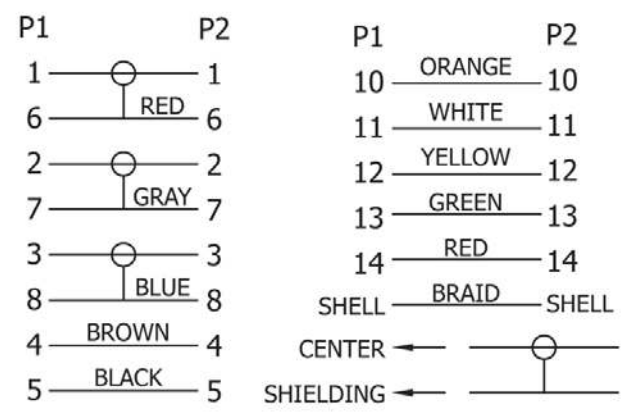 P1 P2
1 1
RED
6 6
2 2
GRAY
7 7
3 3
BLUE
8 8
BROWN
4 4
BLACK
5 5
P1 P2
ORANGE
10 10
WHITE
11 11
YELLOW
12 12
GREEN
13 13
RED
14 14
BRAID
SHELL SHELL
CENTER
SHIELDING